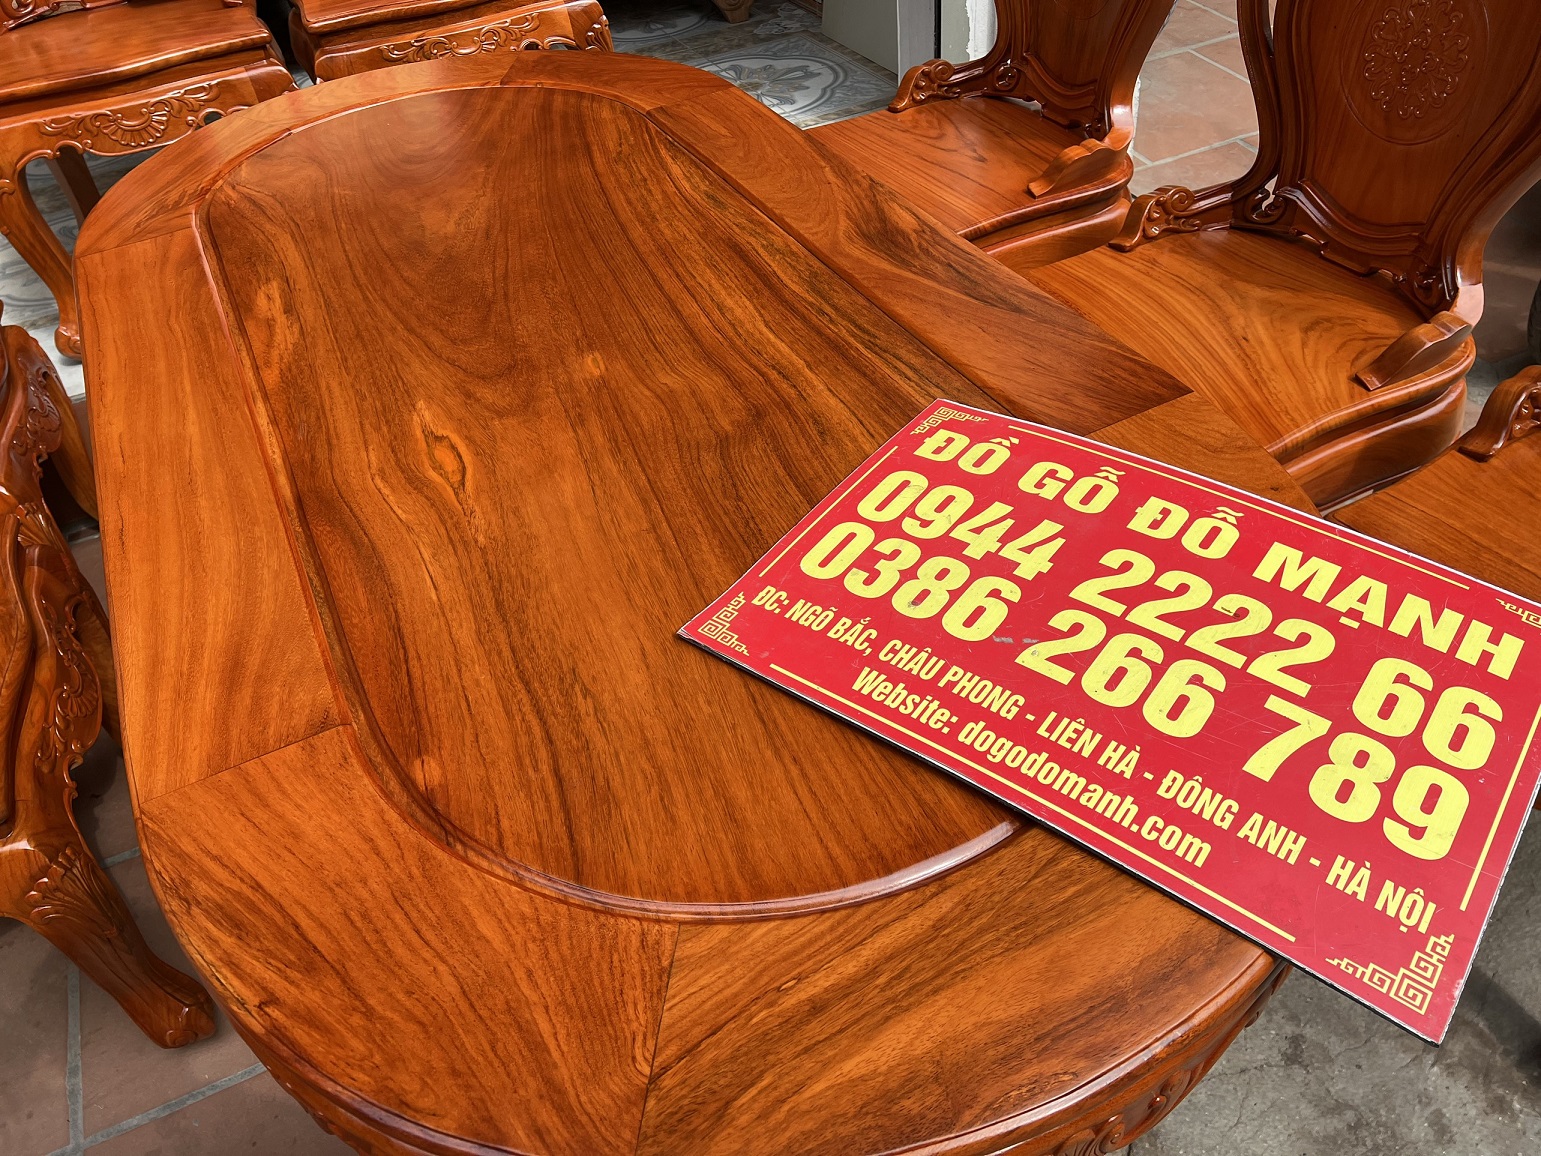 ĐỒ GỖ ĐỖ MẠNH
0944 2222 66
0386 266 789
ĐC: NGÕ BẮC, CHÂU PHONG - LIÊN HÀ - ĐÔNG ANH - HÀ NỘI
Website: dogodomanh.com